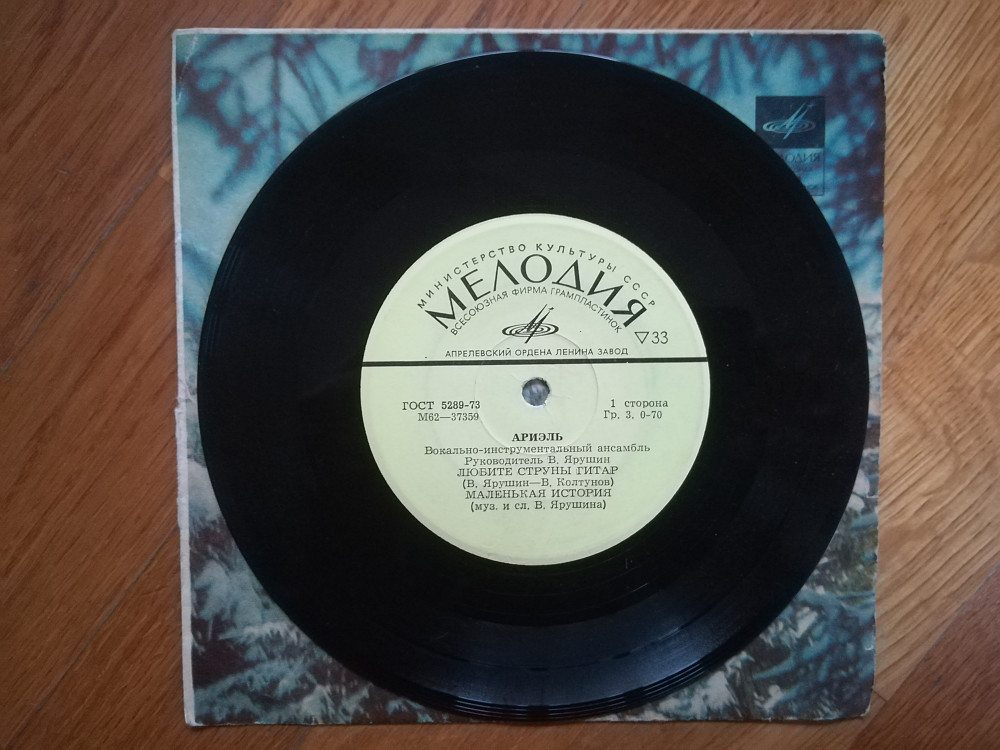 МИНИСТЕРСТВО КУЛЬТУРЫ СССР
МЕЛОДИЯ
ВСЕСОЮЗНАЯ ФИРМА ГРАМПЛАСТИНОК
▽33
АПРЕЛЕВСКИЙ ОРДЕНА ЛЕНИНА ЗАВОД
ГОСТ 5289-73
М62—37359
1 сторона
Гр. 3. 0-70
АРИЭЛЬ
Вокально-инструментальный ансамбль
Руководитель В. Ярушин
ЛЮБИТЕ СТРУНЫ ГИТАР
(В. Ярушин—В. Колтунов)
МАЛЕНЬКАЯ ИСТОРИЯ
(муз. и сл. В. Ярушина)